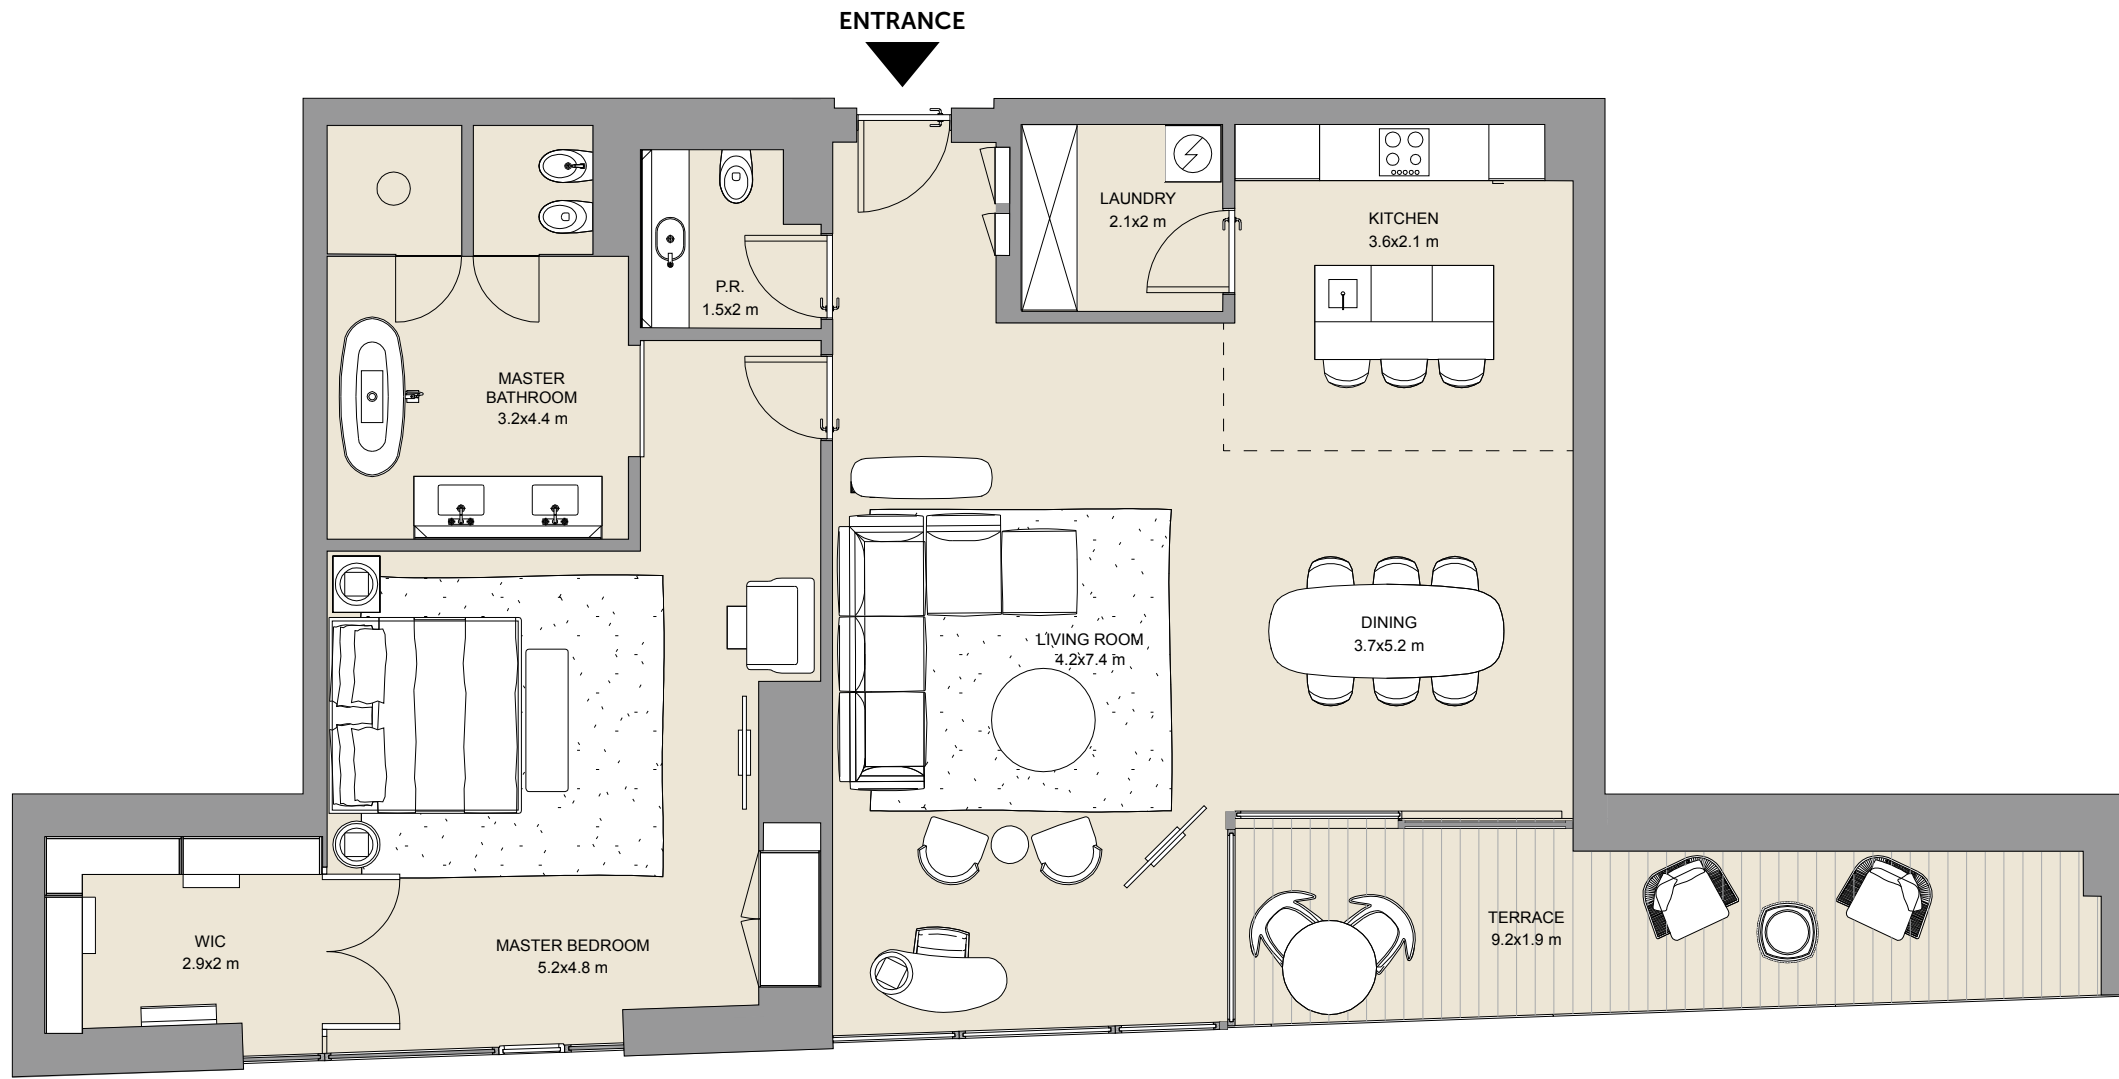 ENTRANCE
LAUNDRY
2.1x2 m
KITCHEN
3.6x2.1 m
P.R.
1.5x2 m
MASTER
BATHROOM
3.2x4.4 m
LIVING ROOM
4.2x7.4 m
DINING
3.7x5.2 m
WIC
2.9x2 m
MASTER BEDROOM
5.2x4.8 m
TERRACE
9.2x1.9 m